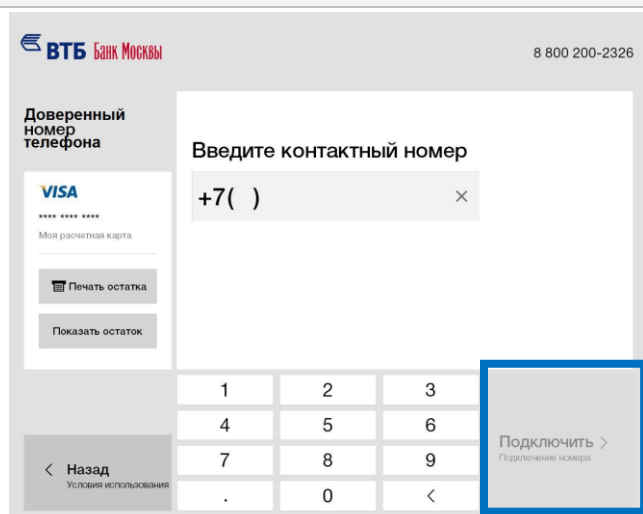 ВТБ Банк Москвы
8 800 200-2326
Доверенный
номер
телефона
Введите контактный номер
+7( ) ×
VISA
**** **** ****
Моя расчетная карта
Печать остатка
Показать остаток
1 2 3
4 5 6
7 8 9
. 0 <
Подключить >
Подключение номера
< Назад
Условия использования